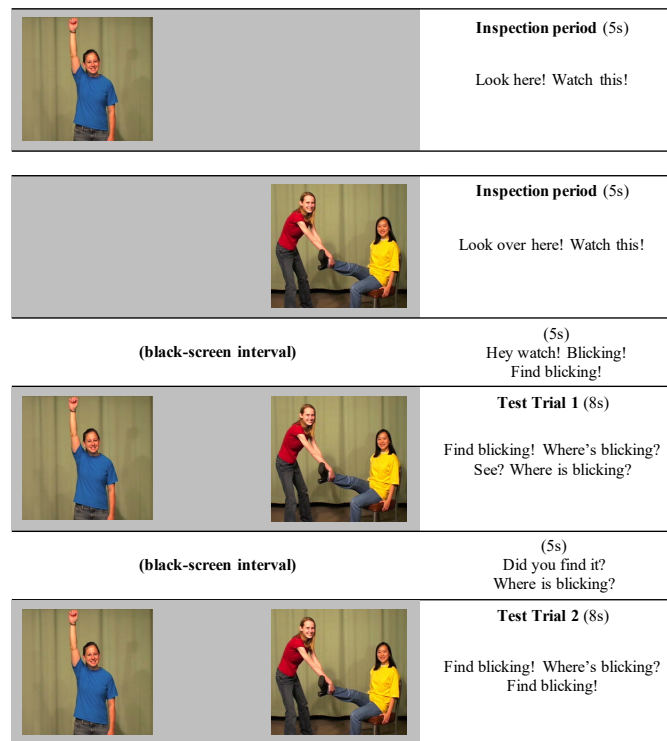 Inspection period (5s)
Look here! Watch this!
Inspection period (5s)
Look over here! Watch this!
(black-screen interval)
(5s)
Hey watch! Blicking!
Find blicking!
Test Trial 1 (8s)
Find blicking! Where's blicking?
See? Where is blicking?
(black-screen interval)
(5s)
Did you find it?
Where is blicking?
Test Trial 2 (8s)
Find blicking! Where's blicking?
Find blicking!